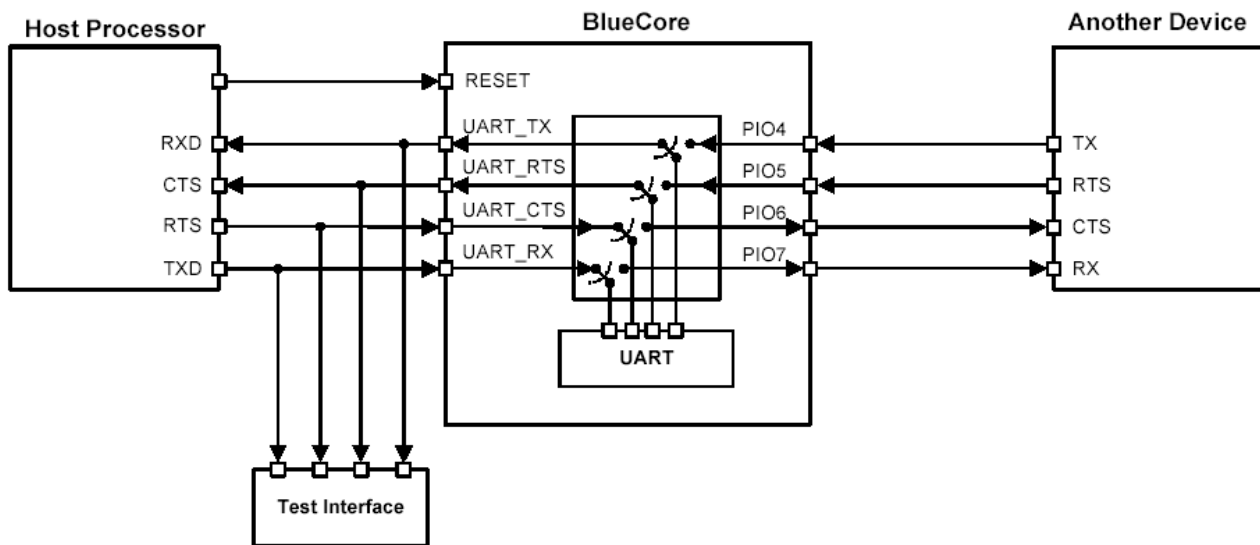 Host Processor
BlueCore
Another Device
RESET
RXD
UART_TX
PIO4
TX
CTS
UART_RTS
PIO5
RTS
RTS
UART_CTS
PIO6
CTS
TXD
UART_RX
PIO7
RX
UART
Test Interface